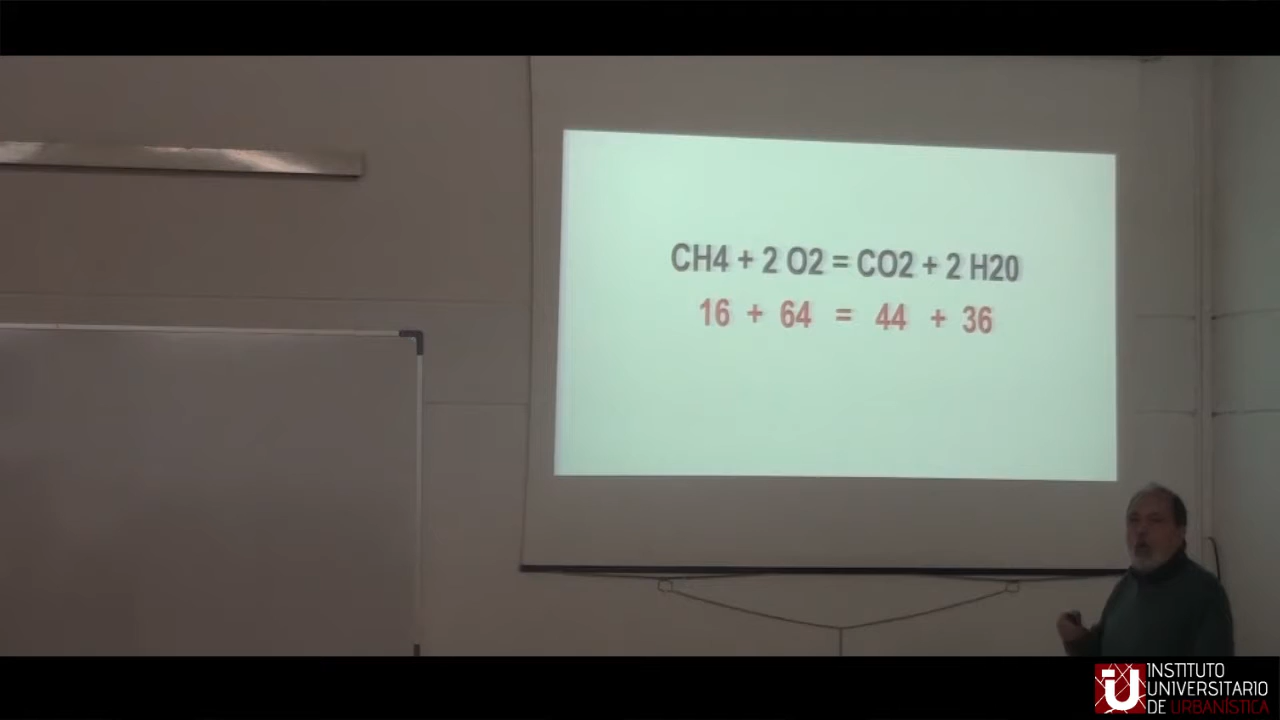 CH4 + 2 O2 = CO2 + 2 H20
16 + 64 = 44 + 36
INSTITUTO
UNIVERSITARIO
DE URBANÍSTICA